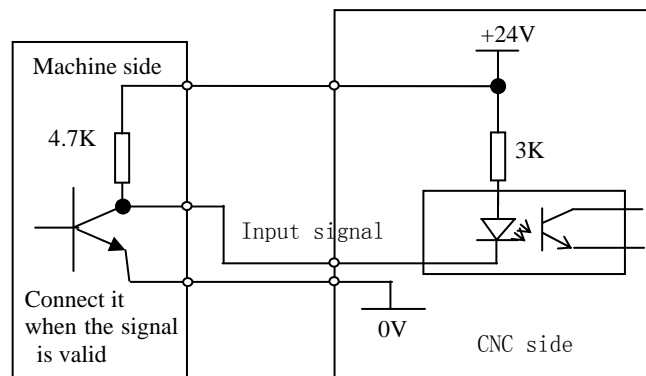 +24V
Machine side
4.7K
3K
Input signal
Connect it
when the signal
is valid
0V
CNC side